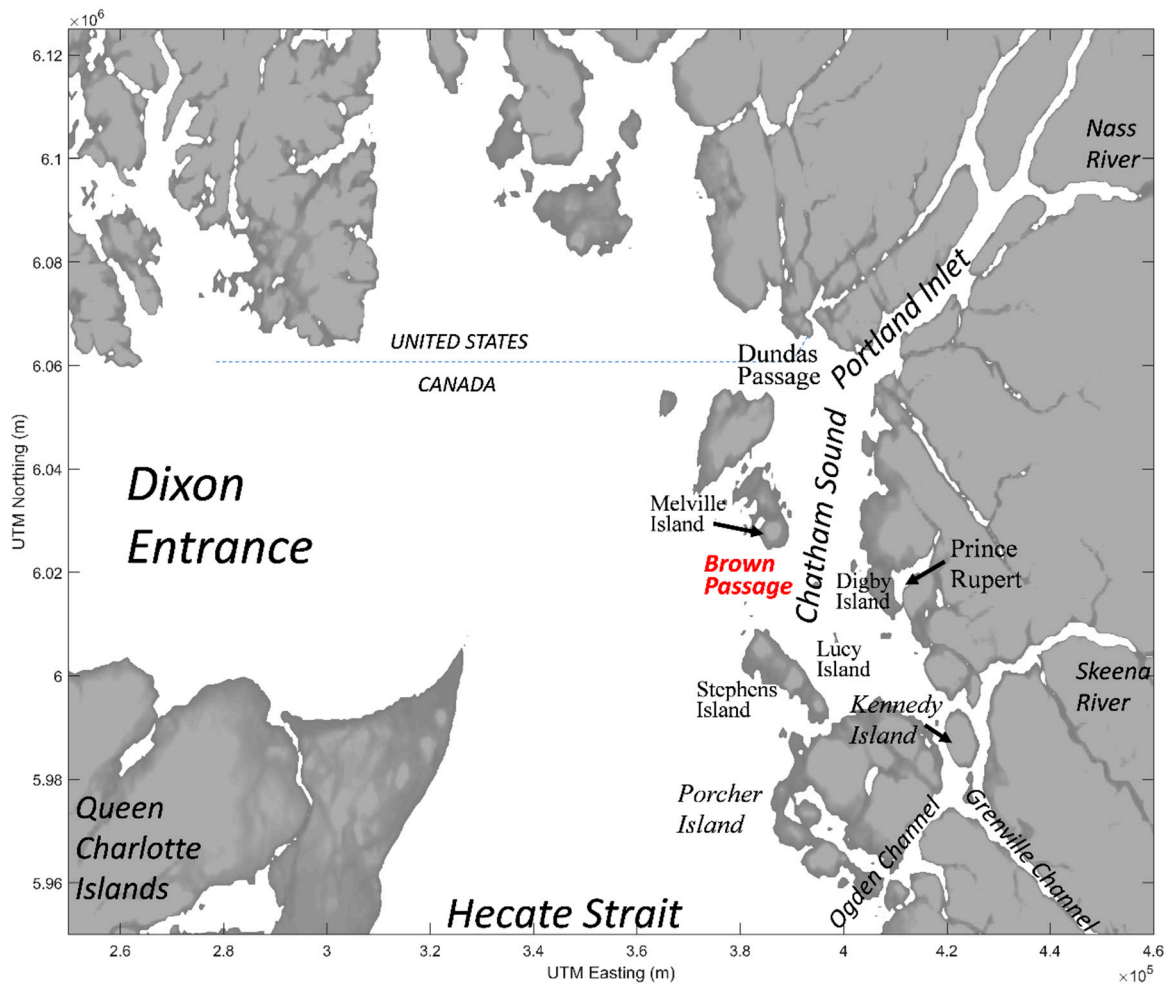 ×10⁶
6.12
6.1
6.08
6.06
6.04
6.02
6
5.98
5.96
UTM Northing (m)
Nass
River
Portland Inlet
UNITED STATES
CANADA
Dundas
Passage
Dixon
Entrance
Chatham Sound
Melville
Island
Brown
Passage
Prince
Rupert
Digby
Island
Lucy
Island
Stephens
Island
Skeena
River
Kennedy
Island
Porcher
Island
Queen
Charlotte
Islands
Ogden Channel
Grenville Channel
Hecate Strait
2.6
2.8
3
3.2
3.4
3.6
3.8
4
4.2
4.4
4.6
UTM Easting (m)
×10⁵